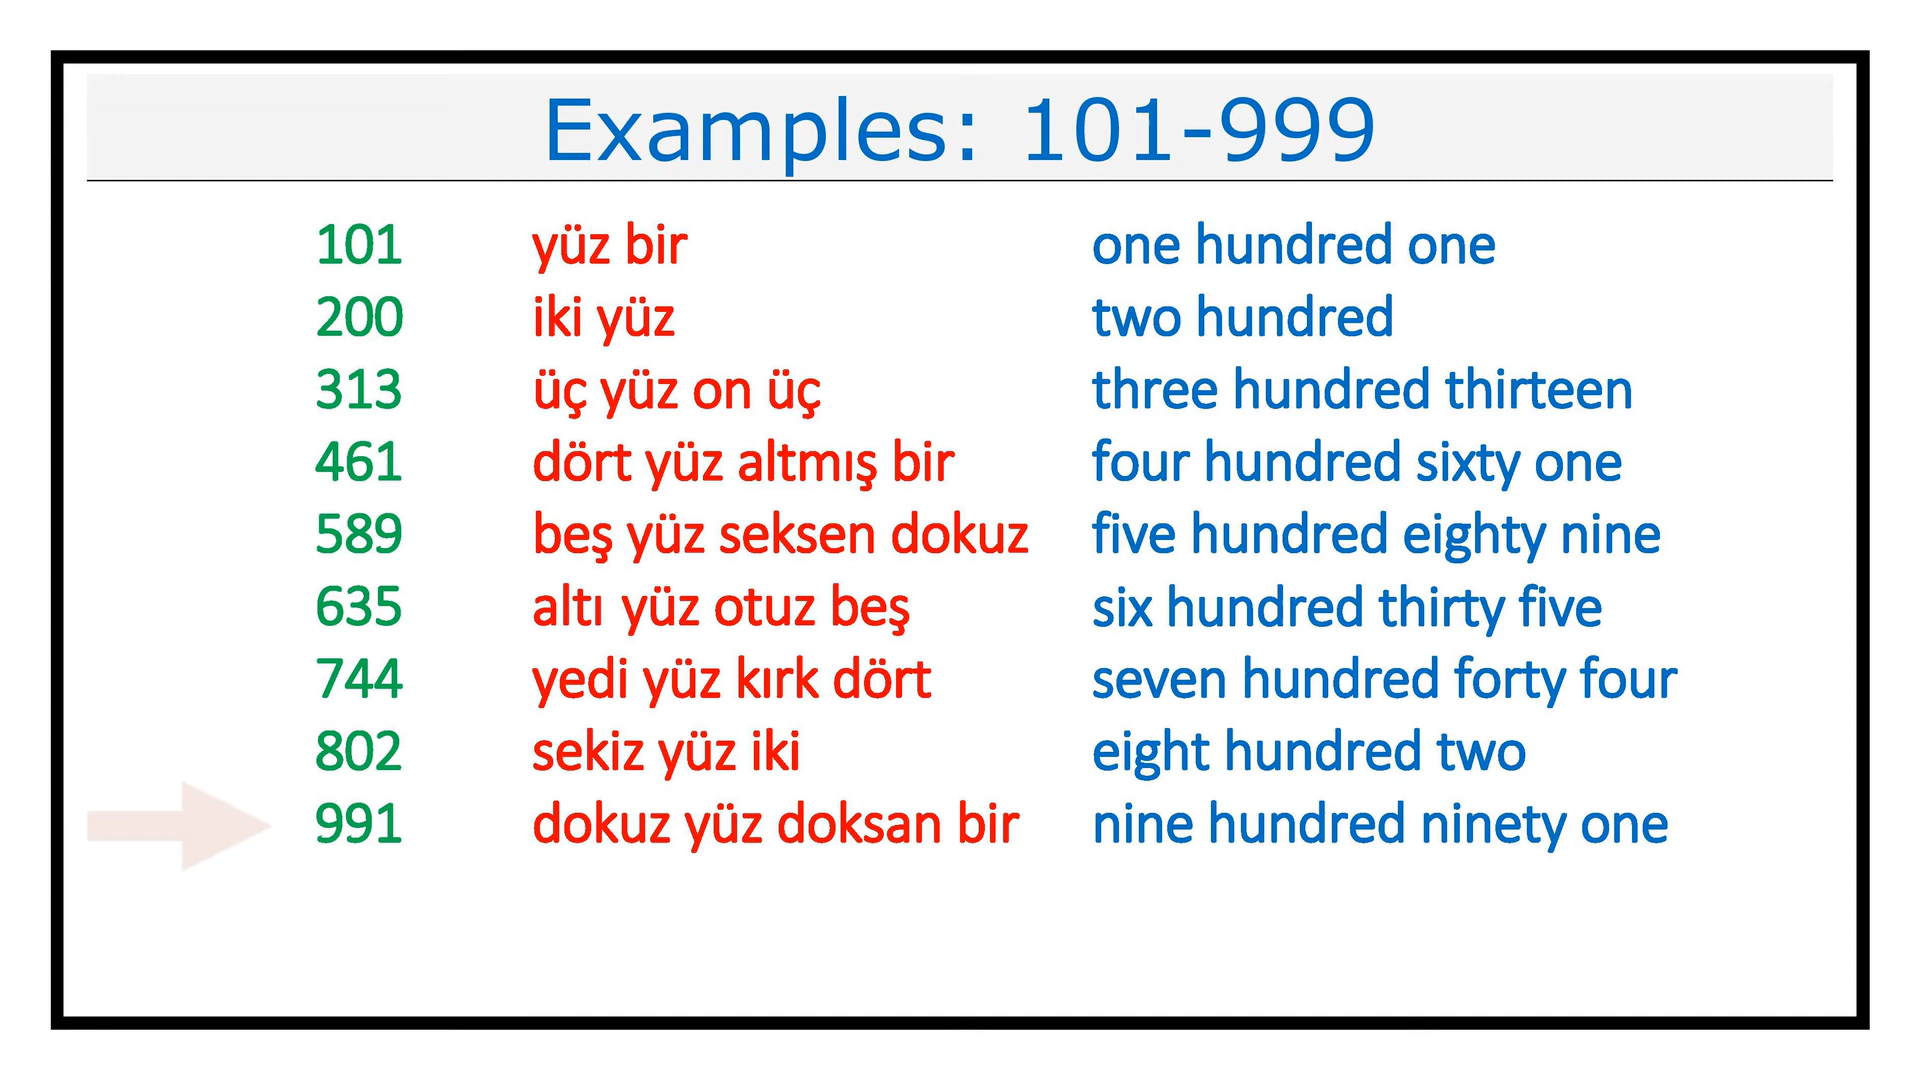 Examples: 101-999
101 yüz bir one hundred one
200 iki yüz two hundred
313 üç yüz on üç three hundred thirteen
461 dört yüz altmış bir four hundred sixty one
589 beş yüz seksen dokuz five hundred eighty nine
635 altı yüz otuz beş six hundred thirty five
744 yedi yüz kırk dört seven hundred forty four
802 sekiz yüz iki eight hundred two
991 dokuz yüz doksan bir nine hundred ninety one